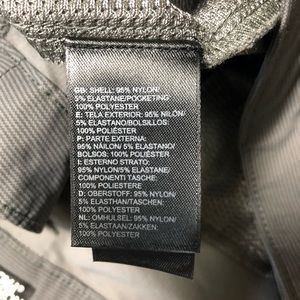 GB: SHELL: 95% NYLON/
5% ELASTANE/POCKETING
100% POLYESTER
E: TELA EXTERIOR: 95% NILÓN/
5% ELASTANO/BOLSILLOS:
100% POLIÉSTER
P: PARTE EXTERNA:
95% NÁILON/ 5% ELASTANO/
BOLSOS: 100% POLIÉSTER
I: ESTERNO STRATO:
95% NYLON/5% ELASTANE/
COMPONENTI TASCHE:
100% POLIESTERE
D: OBERSTOFF: 95% NYLON/
5% ELASTHAN/TASCHEN:
100% POLYESTER
NL: OMHULSEL: 95% NYLON/
5% ELASTAAN/ZAKKEN:
100% POLYESTER